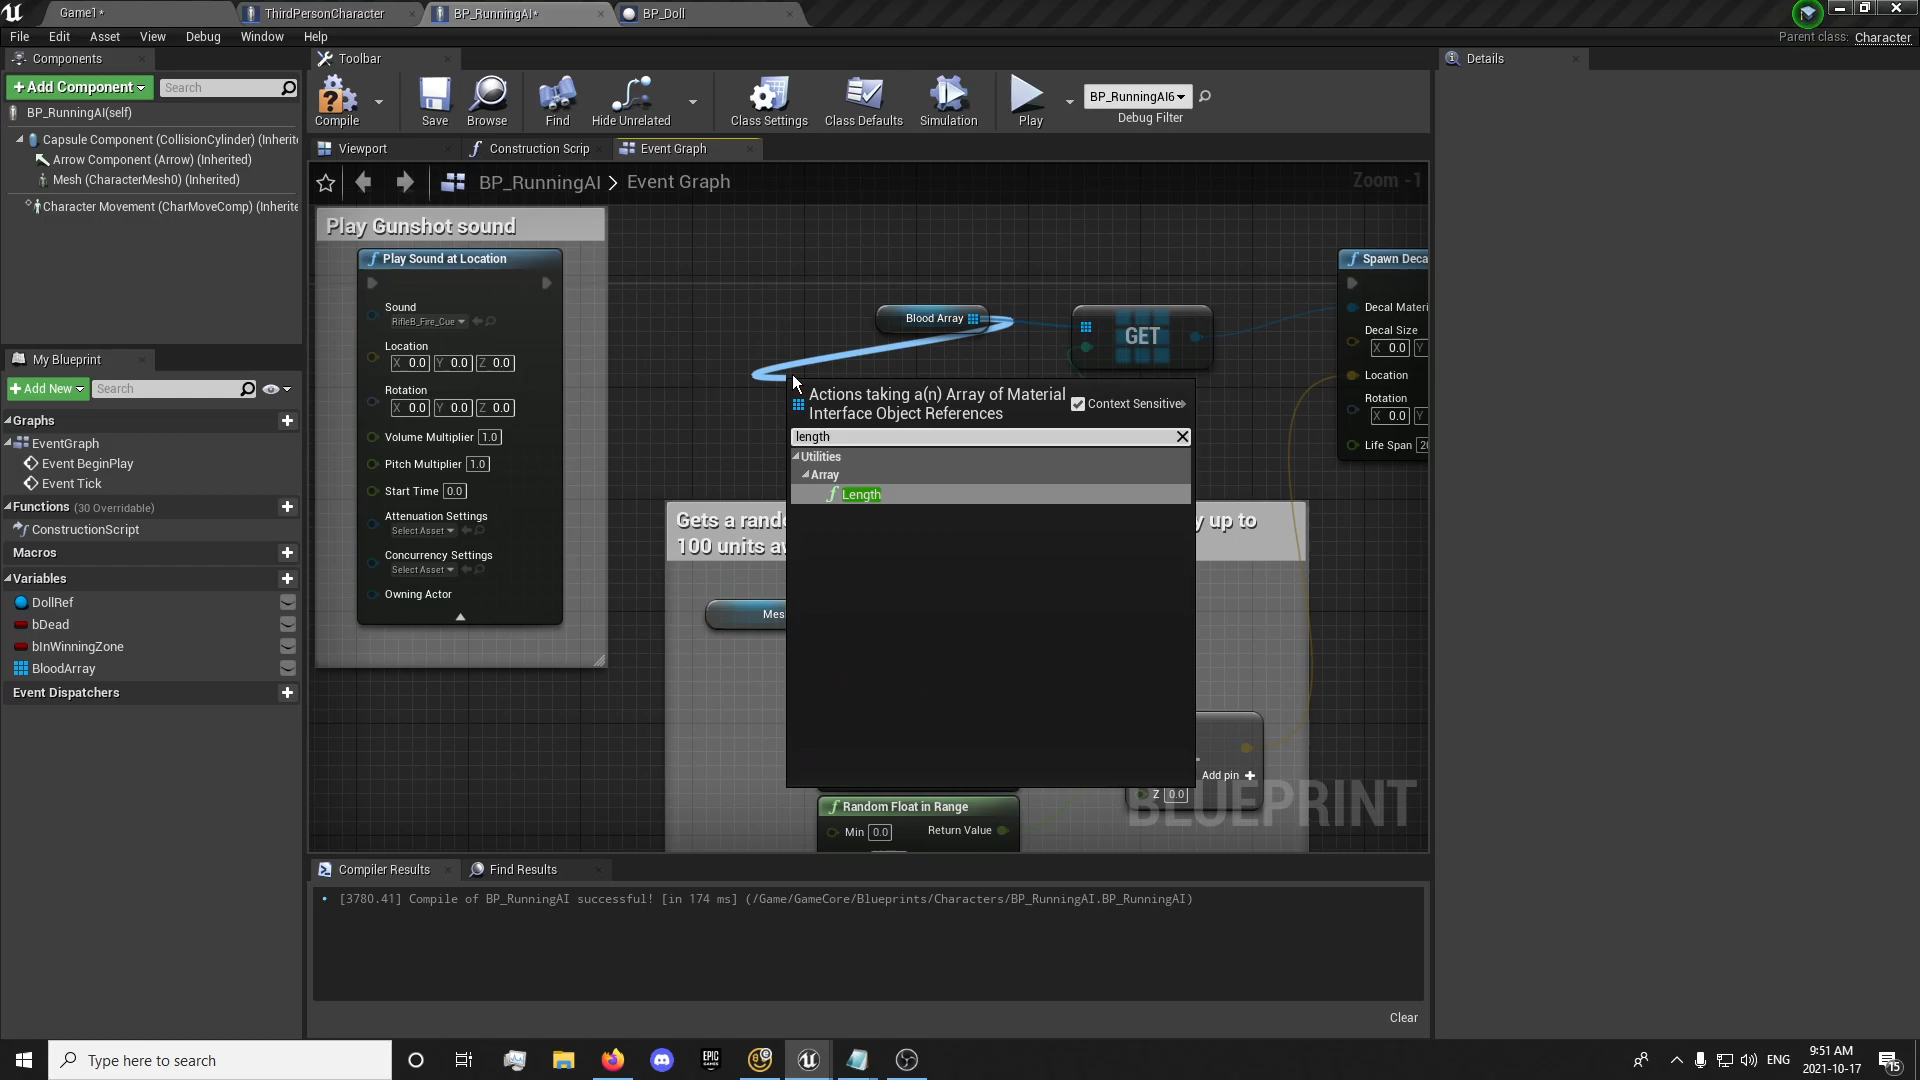 Game1*
ThirdPersonCharacter
BP_RunningAI*
BP_Doll
File Edit Asset View Debug Window Help
Parent class: Character
Components
Toolbar
Details
+Add Component
Search
BP_RunningAI(self)
Capsule Component (CollisionCylinder) (Inherite
Arrow Component (Arrow) (Inherited)
Mesh (CharacterMesh0) (Inherited)
Character Movement (CharMoveComp) (Inherite
Compile
Save
Browse
Find
Hide Unrelated
Class Settings
Class Defaults
Simulation
Play
BP_RunningAI6
Debug Filter
Viewport
Construction Scrip
Event Graph
BP_RunningAI > Event Graph
Zoom -1
My Blueprint
+Add New
Search
Graphs
EventGraph
Event BeginPlay
Event Tick
Functions (30 Overridable)
ConstructionScript
Macros
Variables
DollRef
bDead
bInWinningZone
BloodArray
Event Dispatchers
Play Gunshot sound
Play Sound at Location
Sound
RifleB_Fire_Cue
Location
X 0.0 Y 0.0 Z 0.0
Rotation
X 0.0 Y 0.0 Z 0.0
Volume Multiplier 1.0
Pitch Multiplier 1.0
Start Time 0.0
Attenuation Settings
Select Asset
Concurrency Settings
Select Asset
Owning Actor
Blood Array
GET
Spawn Deca
Decal Materi
Decal Size
X 0.0 Y
Location
Rotation
X 0.0 Y
Life Span 20
Actions taking a(n) Array of Material
Interface Object References
Context Sensitive
length
Utilities
Array
Length
Gets a rand
y up to
100 units aw
Mes
Add pin +
Z 0.0
BLUEPRINT
Random Float in Range
Min 0.0
Return Value
Compiler Results
Find Results
[3780.41] Compile of BP_RunningAI successful! [in 174 ms] (/Game/GameCore/Blueprints/Characters/BP_RunningAI.BP_RunningAI)
Clear
Type here to search
EPIC
ENG
9:51 AM
2021-10-17
15